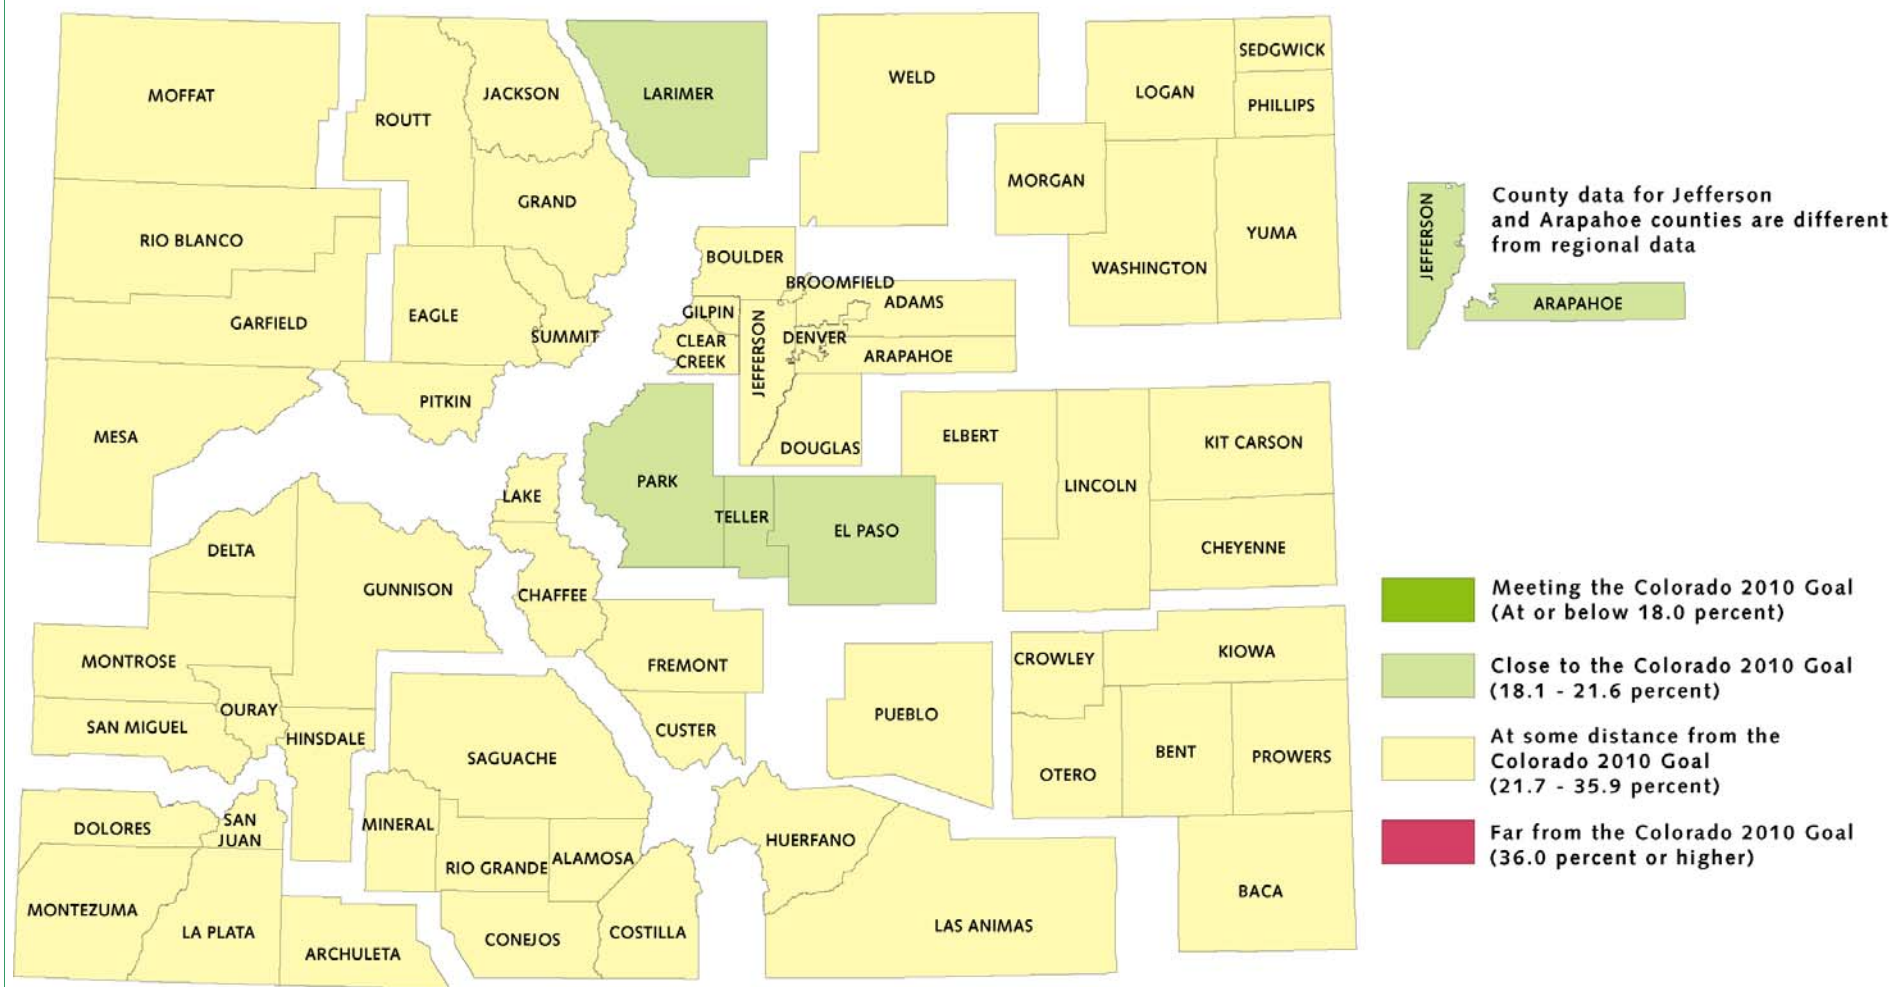 MOFFAT
ROUTT
JACKSON
LARIMER
WELD
LOGAN
SEDGWICK
PHILLIPS
MORGAN
GRAND
RIO BLANCO
YUMA
WASHINGTON
BOULDER
BROOMFIELD
ADAMS
GILPIN
GARFIELD
EAGLE
SUMMIT
CLEAR
CREEK
JEFFERSON
DENVER
ARAPAHOE
PITKIN
MESA
DOUGLAS
ELBERT
KIT CARSON
PARK
LINCOLN
LAKE
TELLER
EL PASO
DELTA
CHEYENNE
GUNNISON
CHAFFEE
MONTROSE
FREMONT
CROWLEY
KIOWA
OURAY
SAN MIGUEL
HINSDALE
CUSTER
PUEBLO
SAGUACHE
BENT
PROWERS
OTERO
DOLORES
SAN
JUAN
MINERAL
HUERFANO
RIO GRANDE
ALAMOSA
BACA
MONTEZUMA
LA PLATA
ARCHULETA
CONEJOS
COSTILLA
LAS ANIMAS
JEFFERSON
County data for Jefferson
and Arapahoe counties are different
from regional data
ARAPAHOE
Meeting the Colorado 2010 Goal
(At or below 18.0 percent)
Close to the Colorado 2010 Goal
(18.1 - 21.6 percent)
At some distance from the
Colorado 2010 Goal
(21.7 - 35.9 percent)
Far from the Colorado 2010 Goal
(36.0 percent or higher)